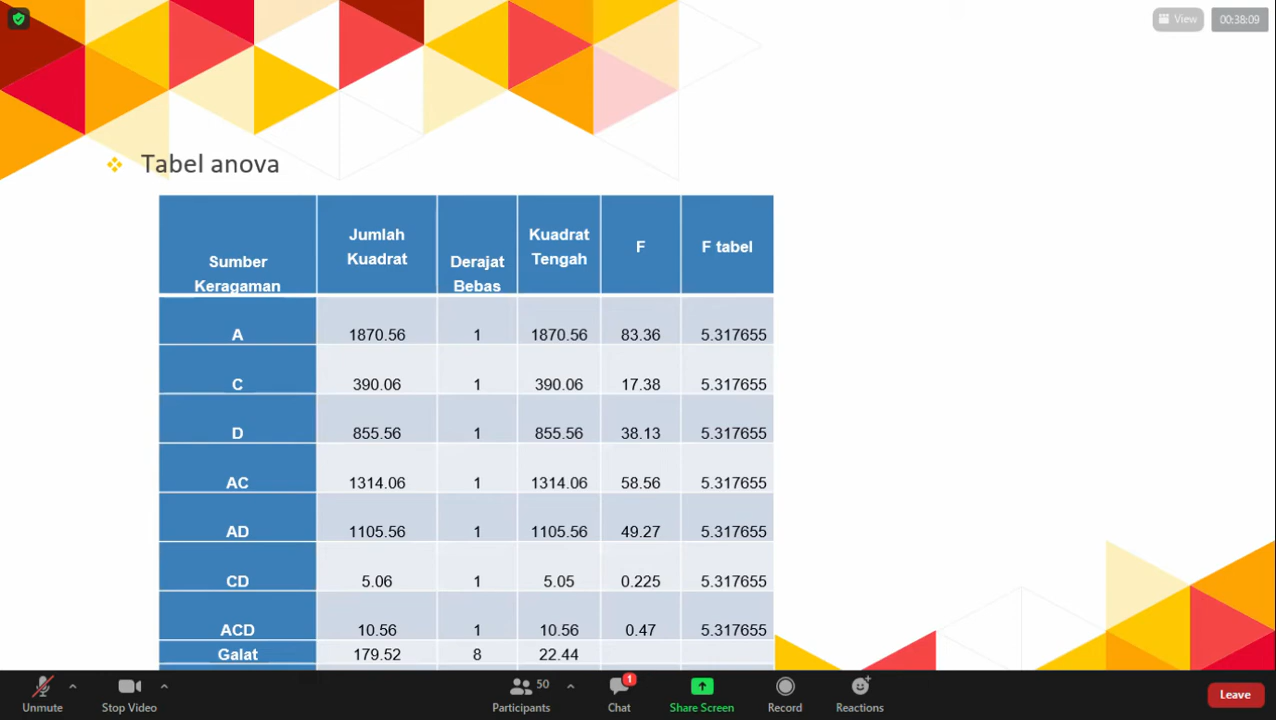 View
00:38:09
Tabel anova
Sumber Keragaman Jumlah Kuadrat Derajat Bebas Kuadrat Tengah F F tabel
A 1870.56 1 1870.56 83.36 5.317655
C 390.06 1 390.06 17.38 5.317655
D 855.56 1 855.56 38.13 5.317655
AC 1314.06 1 1314.06 58.56 5.317655
AD 1105.56 1 1105.56 49.27 5.317655
CD 5.06 1 5.05 0.225 5.317655
ACD 10.56 1 10.56 0.47 5.317655
Galat 179.52 8 22.44
50 1
Unmute Stop Video Participants Chat Share Screen Record Reactions Leave